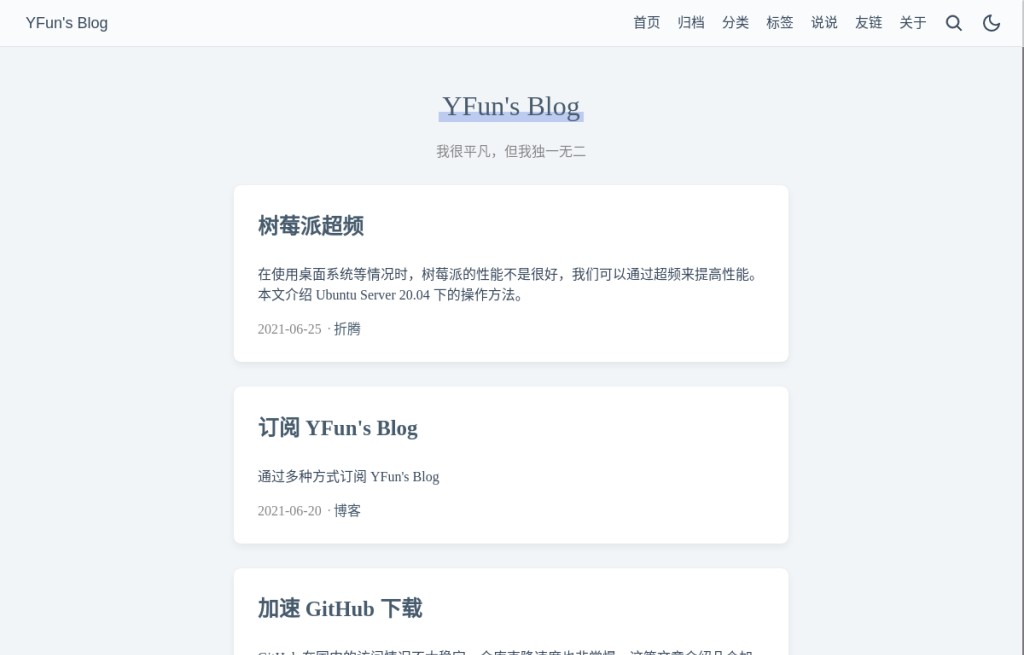 YFun's Blog
首页 归档 分类 标签 说说 友链 关于
YFun's Blog
我很平凡，但我独一无二
树莓派超频
在使用桌面系统等情况时，树莓派的性能不是很好，我们可以通过超频来提高性能。
本文介绍 Ubuntu Server 20.04 下的操作方法。
2021-06-25 · 折腾
订阅 YFun's Blog
通过多种方式订阅 YFun's Blog
2021-06-20 · 博客
加速 GitHub 下载